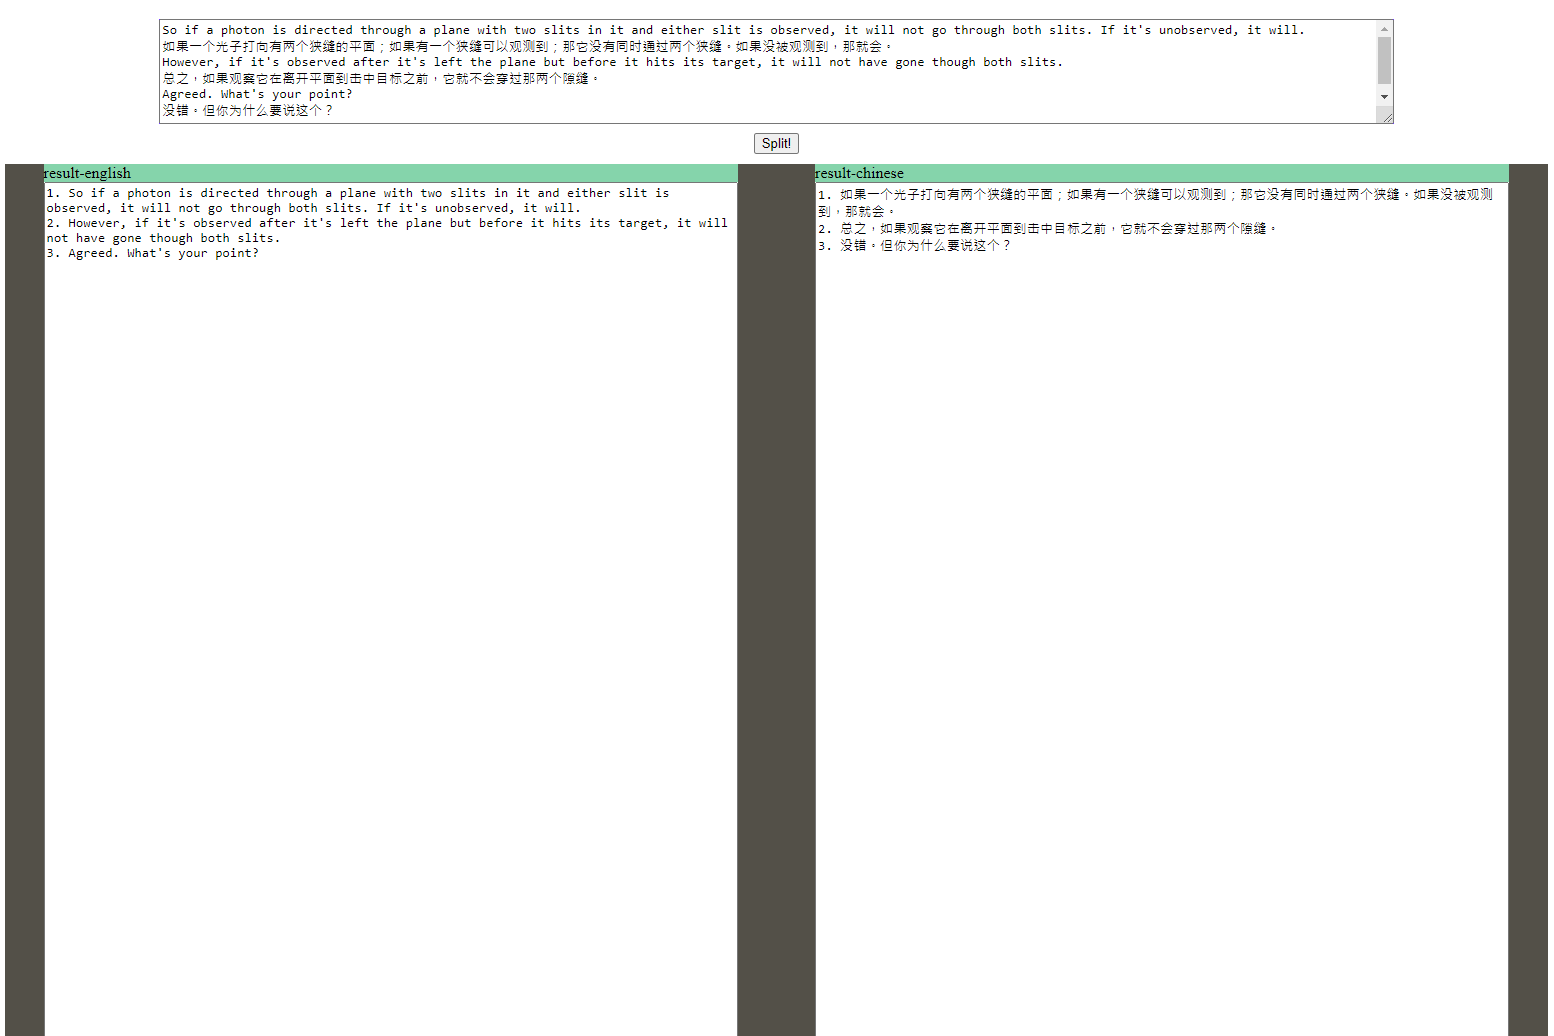 So if a photon is directed through a plane with two slits in it and either slit is observed, it will not go through both slits. If it's unobserved, it will.
如果一个光子打向有两个狭缝的平面；如果有一个狭缝可以观测到；那它没有同时通过两个狭缝。如果没被观测到，那就会。
However, if it's observed after it's left the plane but before it hits its target, it will not have gone though both slits.
总之，如果观察它在离开平面到击中目标之前，它就不会穿过那两个隙缝。
Agreed. What's your point?
没错。但你为什么要说这个？
Split!
result-english
1. So if a photon is directed through a plane with two slits in it and either slit is
observed, it will not go through both slits. If it's unobserved, it will.
2. However, if it's observed after it's left the plane but before it hits its target, it will
not have gone though both slits.
3. Agreed. What's your point?
result-chinese
1. 如果一个光子打向有两个狭缝的平面；如果有一个狭缝可以观测到；那它没有同时通过两个狭缝。如果没被观测
到，那就会。
2. 总之，如果观察它在离开平面到击中目标之前，它就不会穿过那两个隙缝。
3. 没错。但你为什么要说这个？